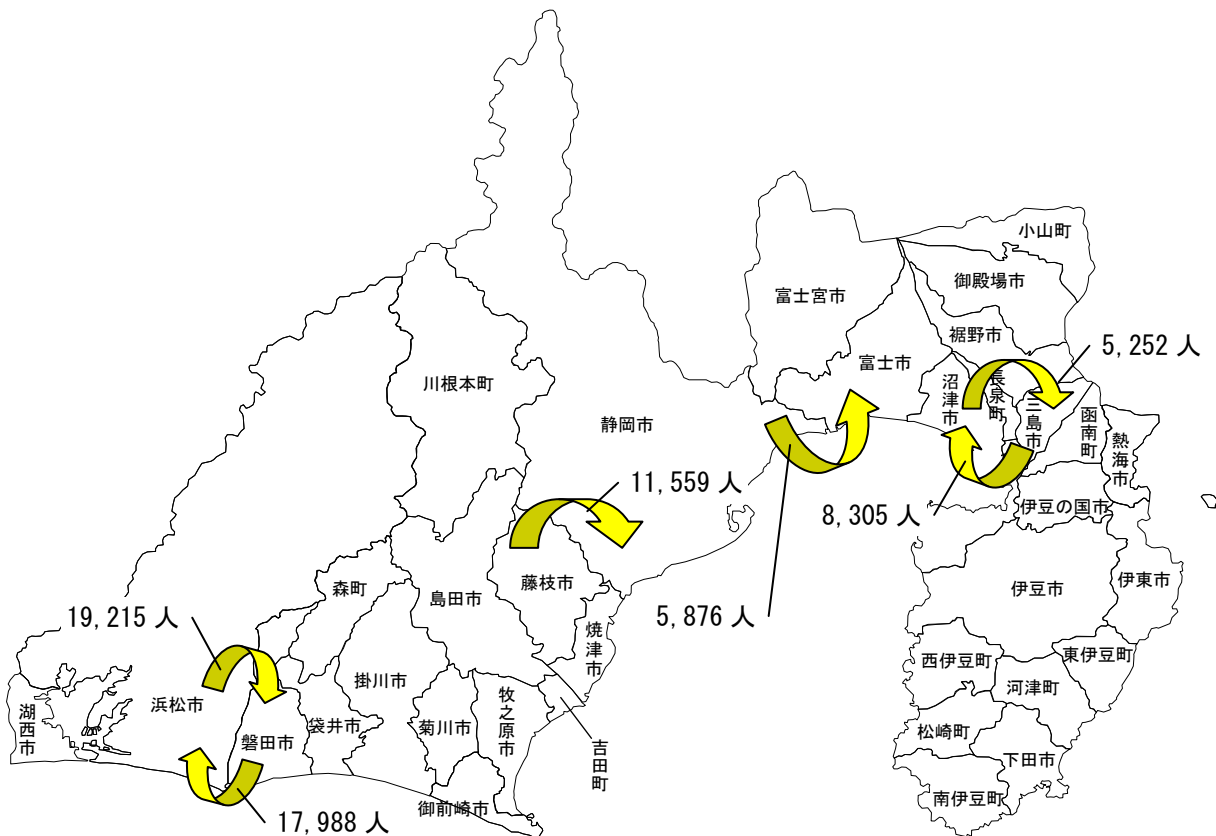 小山町
御殿場市
富士宮市
裾野市
5,252 人
富士市
沼津市
長泉町
三島市
函南町
熱海市
川根本町
静岡市
11,559 人
8,305 人
伊豆の国市
藤枝市
伊豆市
伊東市
森町
島田市
19,215 人
5,876 人
焼津市
西伊豆町
東伊豆町
掛川市
河津町
浜松市
湖西市
袋井市
菊川市
牧之原市
松崎町
磐田市
吉田町
下田市
南伊豆町
御前崎市
17,988 人